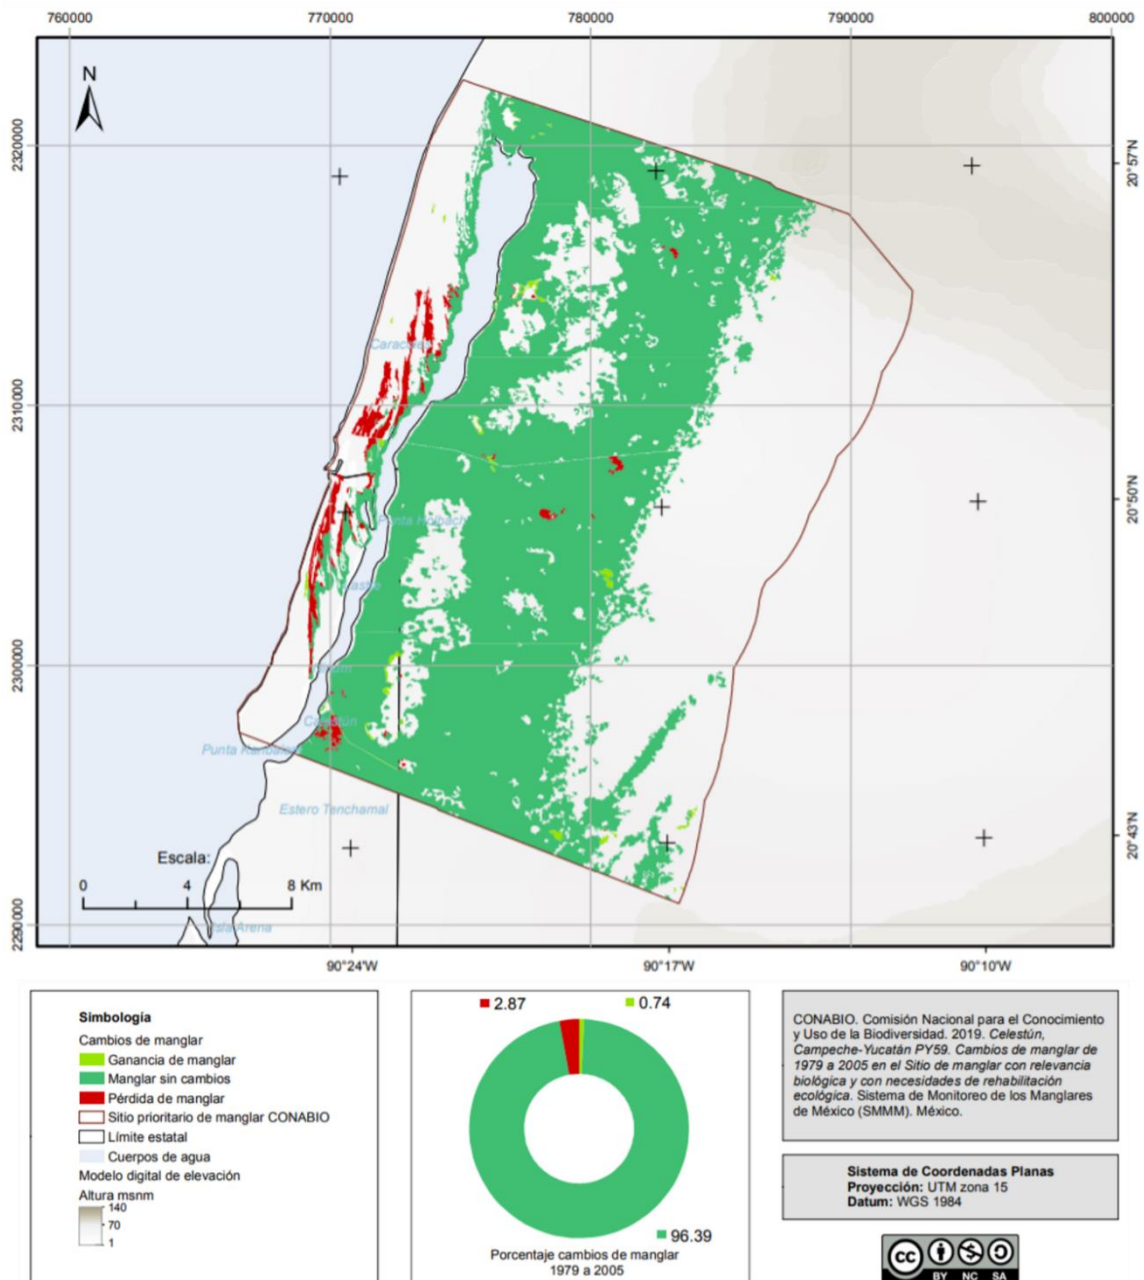 760000
770000
780000
790000
800000
N
2320000
20°57'N
2310000
20°50'N
Punta Holbach
2300000
Celestún
Estero Tenchamal
20°43'N
Escala:
0 4 8 Km
Isla Arena
2290000
90°24'W
90°17'W
90°10'W
Simbología
Cambios de manglar
Ganancia de manglar
Manglar sin cambios
Pérdida de manglar
Sitio prioritario de manglar CONABIO
Límite estatal
Cuerpos de agua
Modelo digital de elevación
Altura msnm
140
70
1
2.87
0.74
96.39
Porcentaje cambios de manglar
1979 a 2005
CONABIO. Comisión Nacional para el Conocimiento
y Uso de la Biodiversidad. 2019. Celestún,
Campeche-Yucatán PY59. Cambios de manglar de
1979 a 2005 en el Sitio de manglar con relevancia
biológica y con necesidades de rehabilitación
ecológica. Sistema de Monitoreo de los Manglares
de México (SMMM). México.
Sistema de Coordenadas Planas
Proyección: UTM zona 15
Datum: WGS 1984
cc
BY NC SA